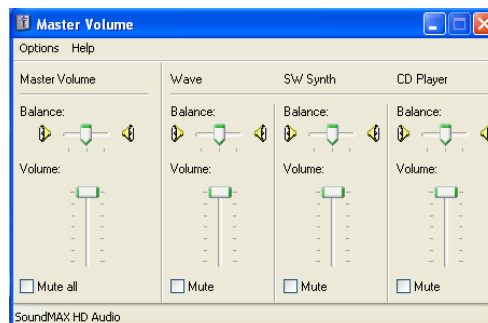 Master Volume
Options Help
Master Volume Wave SW Synth CD Player
Balance: Balance: Balance: Balance:
Volume: Volume: Volume: Volume:
Mute all Mute Mute Mute
SoundMAX HD Audio